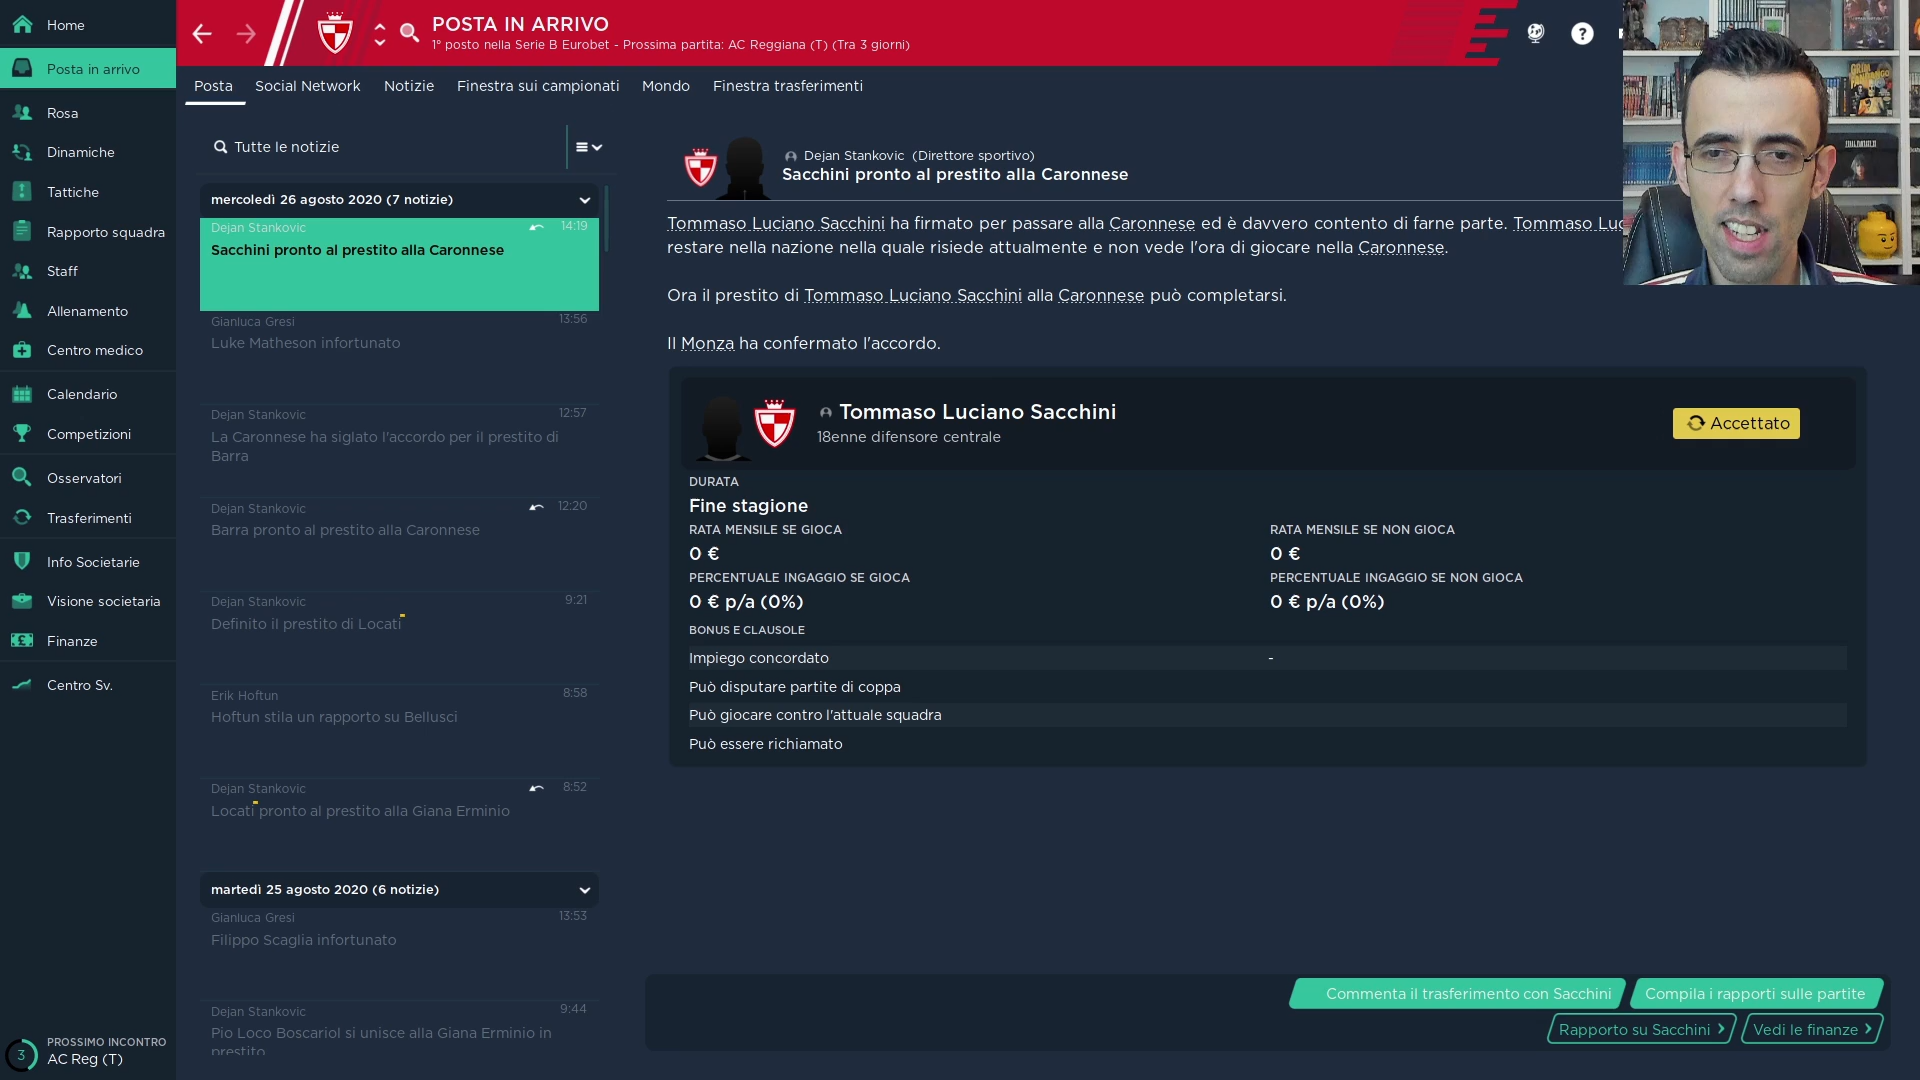 Home
Posta in arrivo
Rosa
Dinamiche
Tattiche
Rapporto squadra
Staff
Allenamento
Centro medico
Calendario
Competizioni
Osservatori
Trasferimenti
Info Societarie
Visione societaria
Finanze
Centro Sv.
3
PROSSIMO INCONTRO
AC Reg (T)
POSTA IN ARRIVO
1° posto nella Serie B Eurobet - Prossima partita: AC Reggiana (T) (Tra 3 giorni)
?
Posta Social Network Notizie Finestra sui campionati Mondo Finestra trasferimenti
Tutte le notizie
mercoledì 26 agosto 2020 (7 notizie)
Dejan Stankovic 14:19
Sacchini pronto al prestito alla Caronnese
Gianluca Gresi 13:56
Luke Matheson infortunato
Dejan Stankovic 12:57
La Caronnese ha siglato l'accordo per il prestito di
Barra
Dejan Stankovic 12:20
Barra pronto al prestito alla Caronnese
Dejan Stankovic 9:21
Definito il prestito di Locati
Erik Hoftun 8:58
Hoftun stila un rapporto su Bellusci
Dejan Stankovic 8:52
Locati pronto al prestito alla Giana Erminio
martedì 25 agosto 2020 (6 notizie)
Gianluca Gresi 13:53
Filippo Scaglia infortunato
Dejan Stankovic 9:44
Pio Loco Boscariol si unisce alla Giana Erminio in
prestito
Dejan Stankovic (Direttore sportivo)
Sacchini pronto al prestito alla Caronnese
Tommaso Luciano Sacchini ha firmato per passare alla Caronnese ed è davvero contento di farne parte. Tommaso Luc
restare nella nazione nella quale risiede attualmente e non vede l'ora di giocare nella Caronnese.
Ora il prestito di Tommaso Luciano Sacchini alla Caronnese può completarsi.
Il Monza ha confermato l'accordo.
Tommaso Luciano Sacchini
18enne difensore centrale
Accettato
DURATA
Fine stagione
RATA MENSILE SE GIOCA RATA MENSILE SE NON GIOCA
0 € 0 €
PERCENTUALE INGAGGIO SE GIOCA PERCENTUALE INGAGGIO SE NON GIOCA
0 € p/a (0%) 0 € p/a (0%)
BONUS E CLAUSOLE
Impiego concordato -
Può disputare partite di coppa
Può giocare contro l'attuale squadra
Può essere richiamato
Commenta il trasferimento con Sacchini Compila i rapporti sulle partite
Rapporto su Sacchini Vedi le finanze
GRIM
FANDANGO